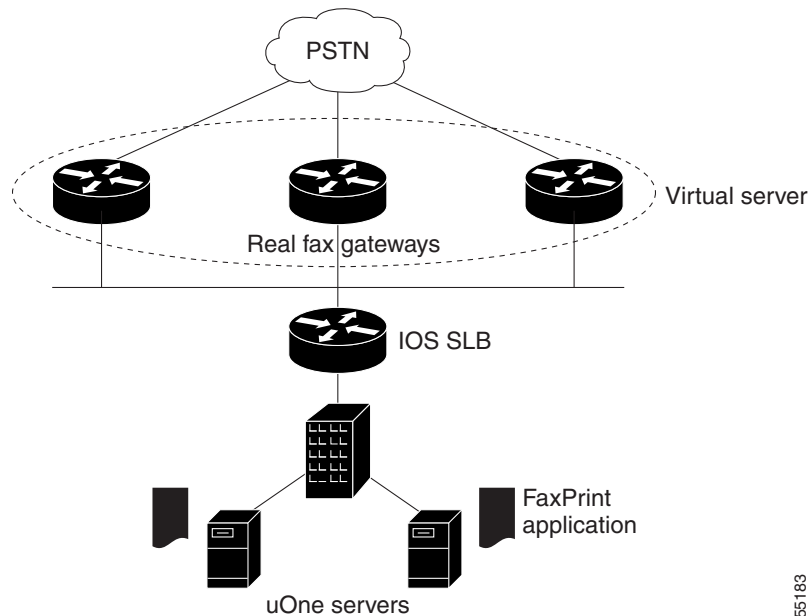 PSTN
Virtual server
Real fax gateways
IOS SLB
FaxPrint
application
uOne servers
55183